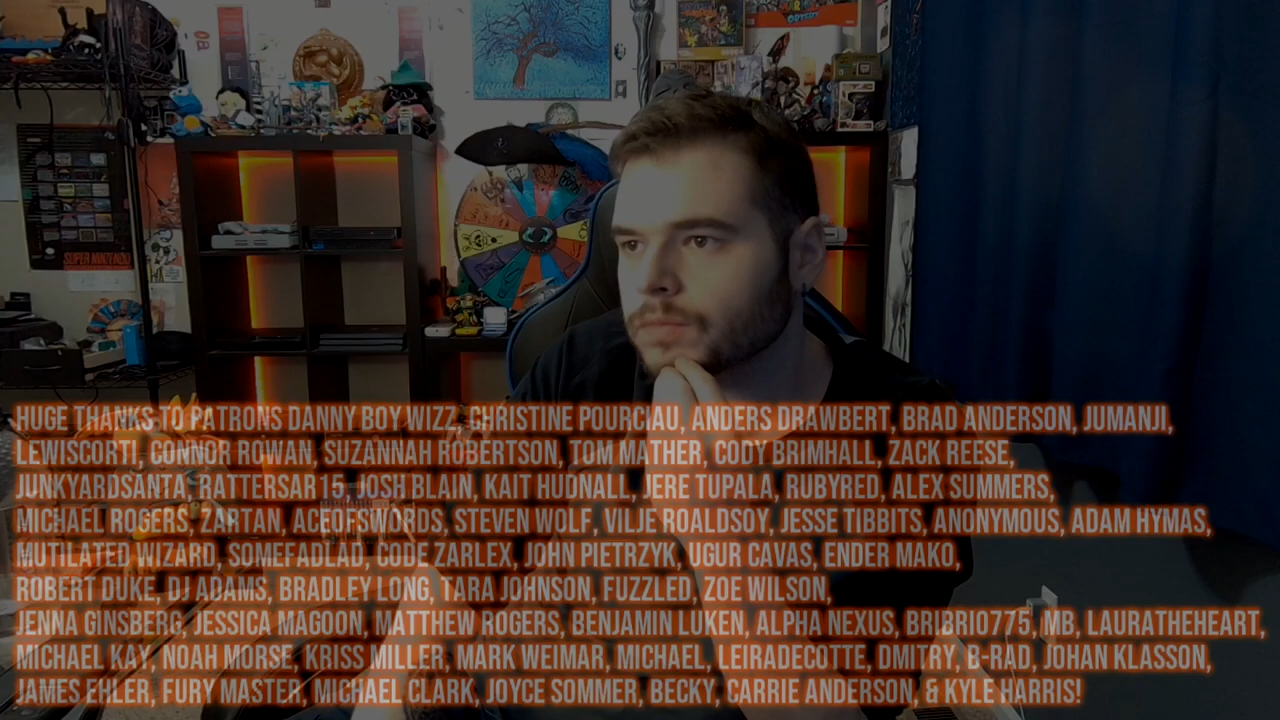 ODYSSEY
SUPER NINTENDO
HUGE THANKS TO PATRONS DANNY BOY WIZZ, CHRISTINE POURCIAU, ANDERS DRAWBERT, BRAD ANDERSON, JUMANJI,
LEWISCORTI, CONNOR ROWAN, SUZANNAH ROBERTSON, TOM MATHER, CODY BRIMHALL, ZACK REESE,
JUNKYARDSANTA, BATTERSAR15, JOSH BLAIN, KAIT HUDNALL, JERE TUPALA, RUBYRED, ALEX SUMMERS,
MICHAEL ROGERS, ZARTAN, ACEOFSWORDS, STEVEN WOLF, VILJE ROALDSOY, JESSE TIBBITS, ANONYMOUS, ADAM HYMAS,
MUTILATED WIZARD, SOMEFADLAD, CODE ZARLEX, JOHN PIETRZYK, UGUR CAVAS, ENDER MAKO,
ROBERT DUKE, DJ ADAMS, BRADLEY LONG, TARA JOHNSON, FUZZLED, ZOE WILSON,
JENNA GINSBERG, JESSICA MAGOON, MATTHEW ROGERS, BENJAMIN LUKEN, ALPHA NEXUS, BRIBRI0775, MB, LAURATHEHEART,
MICHAEL KAY, NOAH MORSE, KRISS MILLER, MARK WEIMAR, MICHAEL, LEIRADECOTTE, DMITRY, B-RAD, JOHAN KLASSON,
JAMES EHLER, FURY MASTER, MICHAEL CLARK, JOYCE SOMMER, BECKY, CARRIE ANDERSON, & KYLE HARRIS!